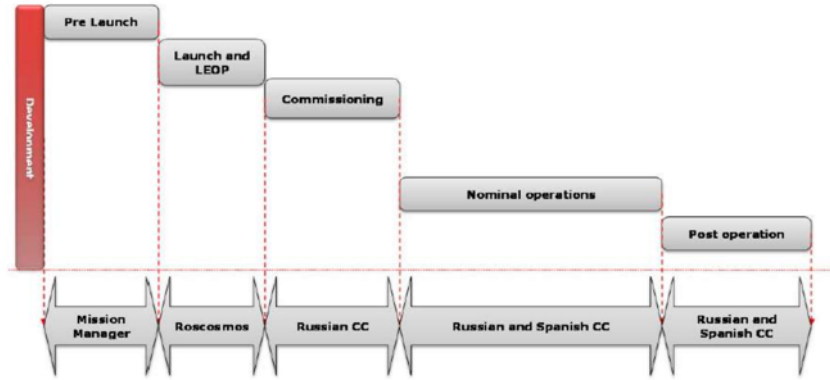 Development
Pre Launch
Launch and
LEOP
Commissioning
Nominal operations
Post operation
Mission
Manager
Roscosmos
Russian CC
Russian and Spanish CC
Russian and
Spanish CC